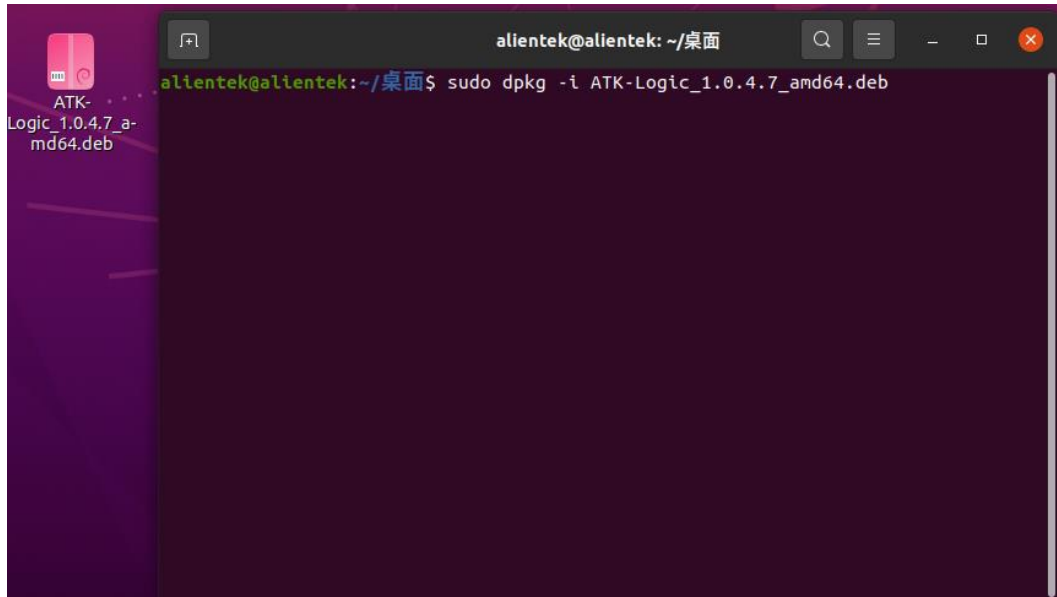 alientek@alientek: ~/桌面
alientek@alientek:~/桌面$ sudo dpkg -i ATK-Logic_1.0.4.7_amd64.deb
ATK-
Logic_1.0.4.7_a-
md64.deb